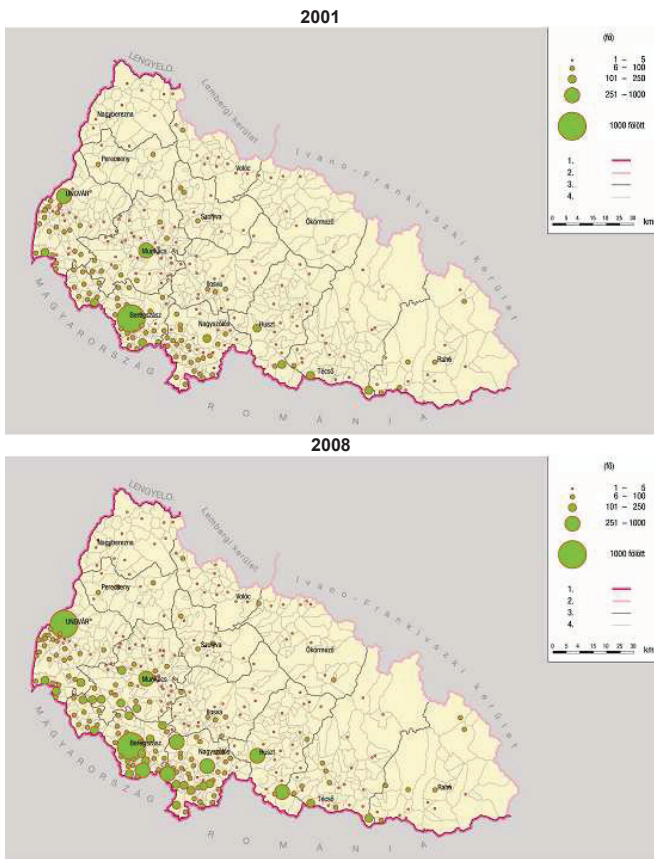 2001
LENGYELO.
Lembergi kerület
Ivano-Frankivszki kerület
Nagyberezna
Perecseny
Volóc
UNGVÁR*
Szolyva
Ökörmező
Munkács
Ilosva
Beregszász
Nagyszőlős
Huszt
Técső
Rahó
MAGYARORSZÁG
ROMÁNIA
(fő)
1 – 5
6 – 100
101 – 250
251 – 1000
1000 fölött
1.
2.
3.
4.
0 5 10 15 20 25 30 km
2008
LENGYELO.
Lembergi kerület
Ivano-Frankivszki kerület
Nagyberezna
Perecseny
Volóc
UNGVÁR*
Szolyva
Ökörmező
Munkács
Ilosva
Beregszász
Nagyszőlős
Huszt
Técső
Rahó
MAGYARORSZÁG
ROMÁNIA
(fő)
1 – 5
6 – 100
101 – 250
251 – 1000
1000 fölött
1.
2.
3.
4.
0 5 10 15 20 25 30 km